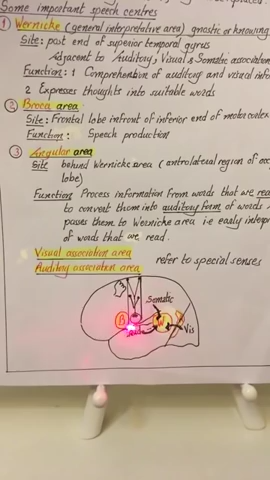 Some important speech centres
① Wernicke (general interpretative area) gnostic or knowing
Site: post end of superior temporal gyrus
Adjacent to Auditory, Visual & Somatic association
Function: 1 Comprehension of auditory and visual infor
2 Expresses thoughts into suitable words
② Broca area:
Site: Frontal lobe infront of inferior end of motor cortex
Function: Speech production
③ Angular area
Site behind Wernicke area (antrolateral region of occ
lobe)
Function Process information from words that we rea
to convert them into auditory form of words
passes them to Wernicke area i.e early interp
of words that we read.
Visual association area
Auditory association area
refer to special senses
Somatic
B
W
Vis